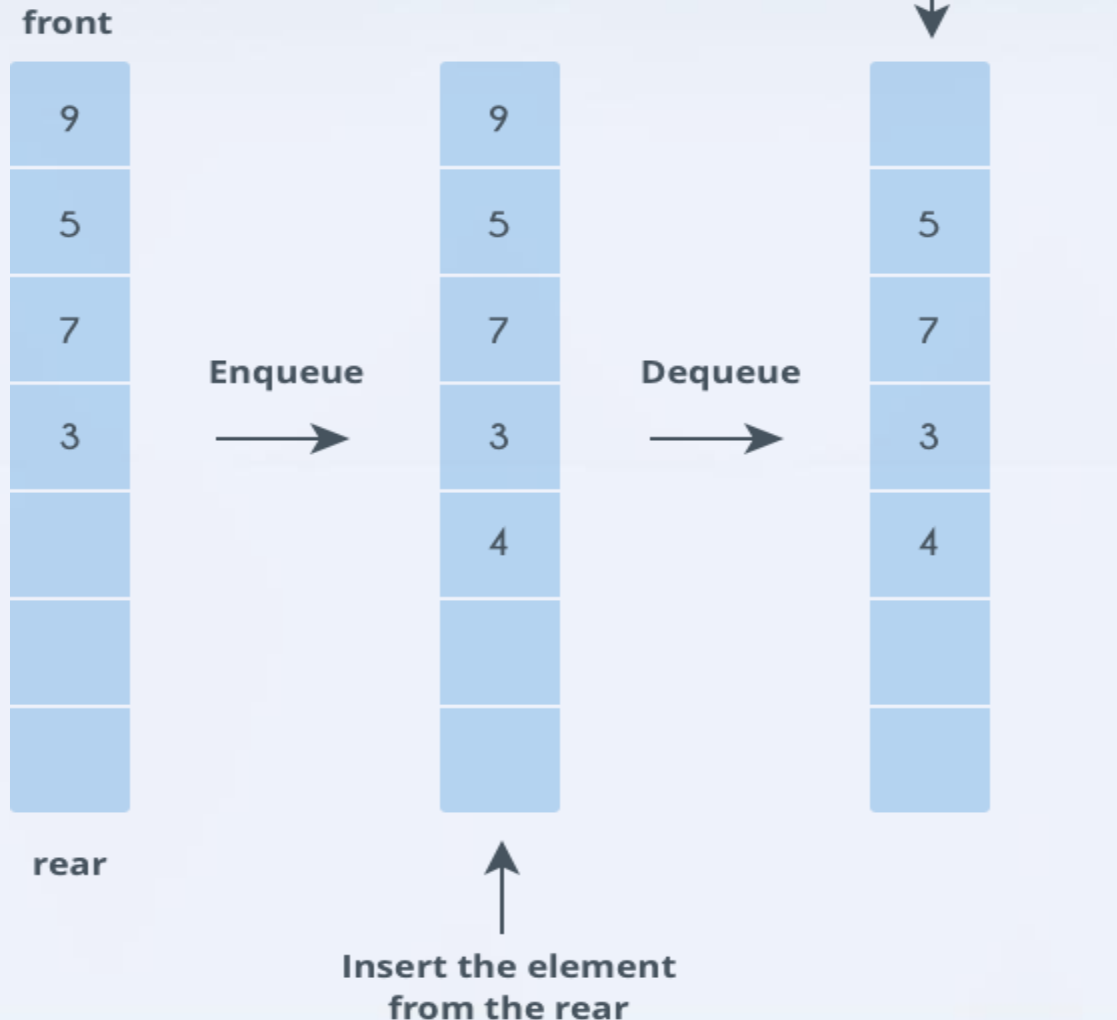 front
9
5
7
3
rear
Enqueue
9
5
7
3
4
Insert the element
from the rear
Dequeue
5
7
3
4